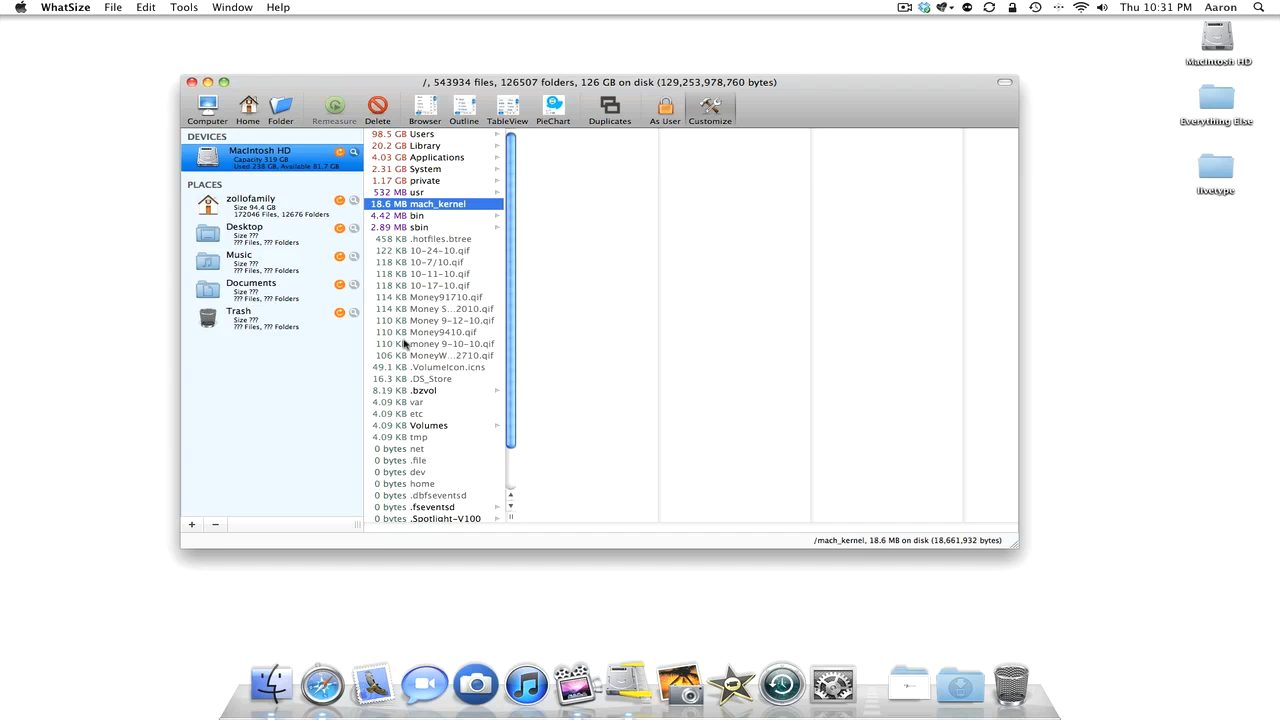 WhatSize File Edit Tools Window Help Thu 10:31 PM Aaron
/, 543934 files, 126507 folders, 126 GB on disk (129,253,978,760 bytes)
Computer Home Folder Remeasure Delete Browser Outline TableView PieChart Duplicates As User Customize
DEVICES
Macintosh HD
Capacity 319 GB
Used 238 GB, Available 81.7 GB
PLACES
zollofamily
Size 94.4 GB
172046 Files, 12676 Folders
Desktop
Size ???
??? Files, ??? Folders
Music
Size ???
??? Files, ??? Folders
Documents
Size ???
??? Files, ??? Folders
Trash
Size ???
??? Files, ??? Folders
98.5 GB Users
20.2 GB Library
4.03 GB Applications
2.31 GB System
1.17 GB private
532 MB usr
18.6 MB mach_kernel
4.42 MB bin
2.89 MB sbin
458 KB .hotfiles.btree
122 KB 10-24-10.qif
118 KB 10-7/10.qif
118 KB 10-11-10.qif
118 KB 10-17-10.qif
114 KB Money91710.qif
114 KB Money S...2010.qif
110 KB Money 9-12-10.qif
110 KB Money9410.qif
110 KB money 9-10-10.qif
106 KB MoneyW...2710.qif
49.1 KB .VolumeIcon.icns
16.3 KB .DS_Store
8.19 KB .bzvol
4.09 KB var
4.09 KB etc
4.09 KB Volumes
4.09 KB tmp
0 bytes net
0 bytes .file
0 bytes dev
0 bytes home
0 bytes .dbfseventsd
0 bytes .fseventsd
0 bytes .Spotlight-V100
/mach_kernel, 18.6 MB on disk (18,661,932 bytes)
Macintosh HD
Everything Else
livetype